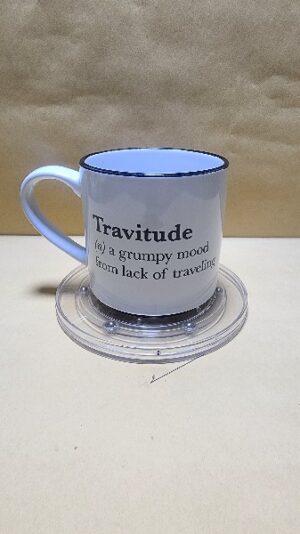 Travitude
(n) a grumpy mood
from lack of traveling